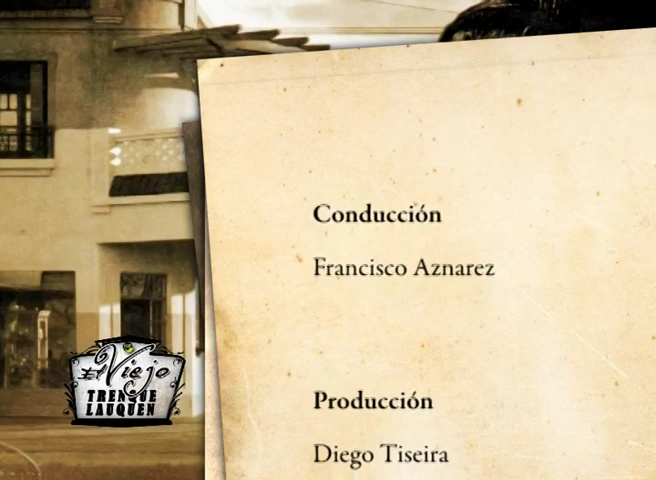 Conducción
Francisco Aznarez
Producción
Diego Tiseira
El Viejo
TRENQUE
LAUQUEN